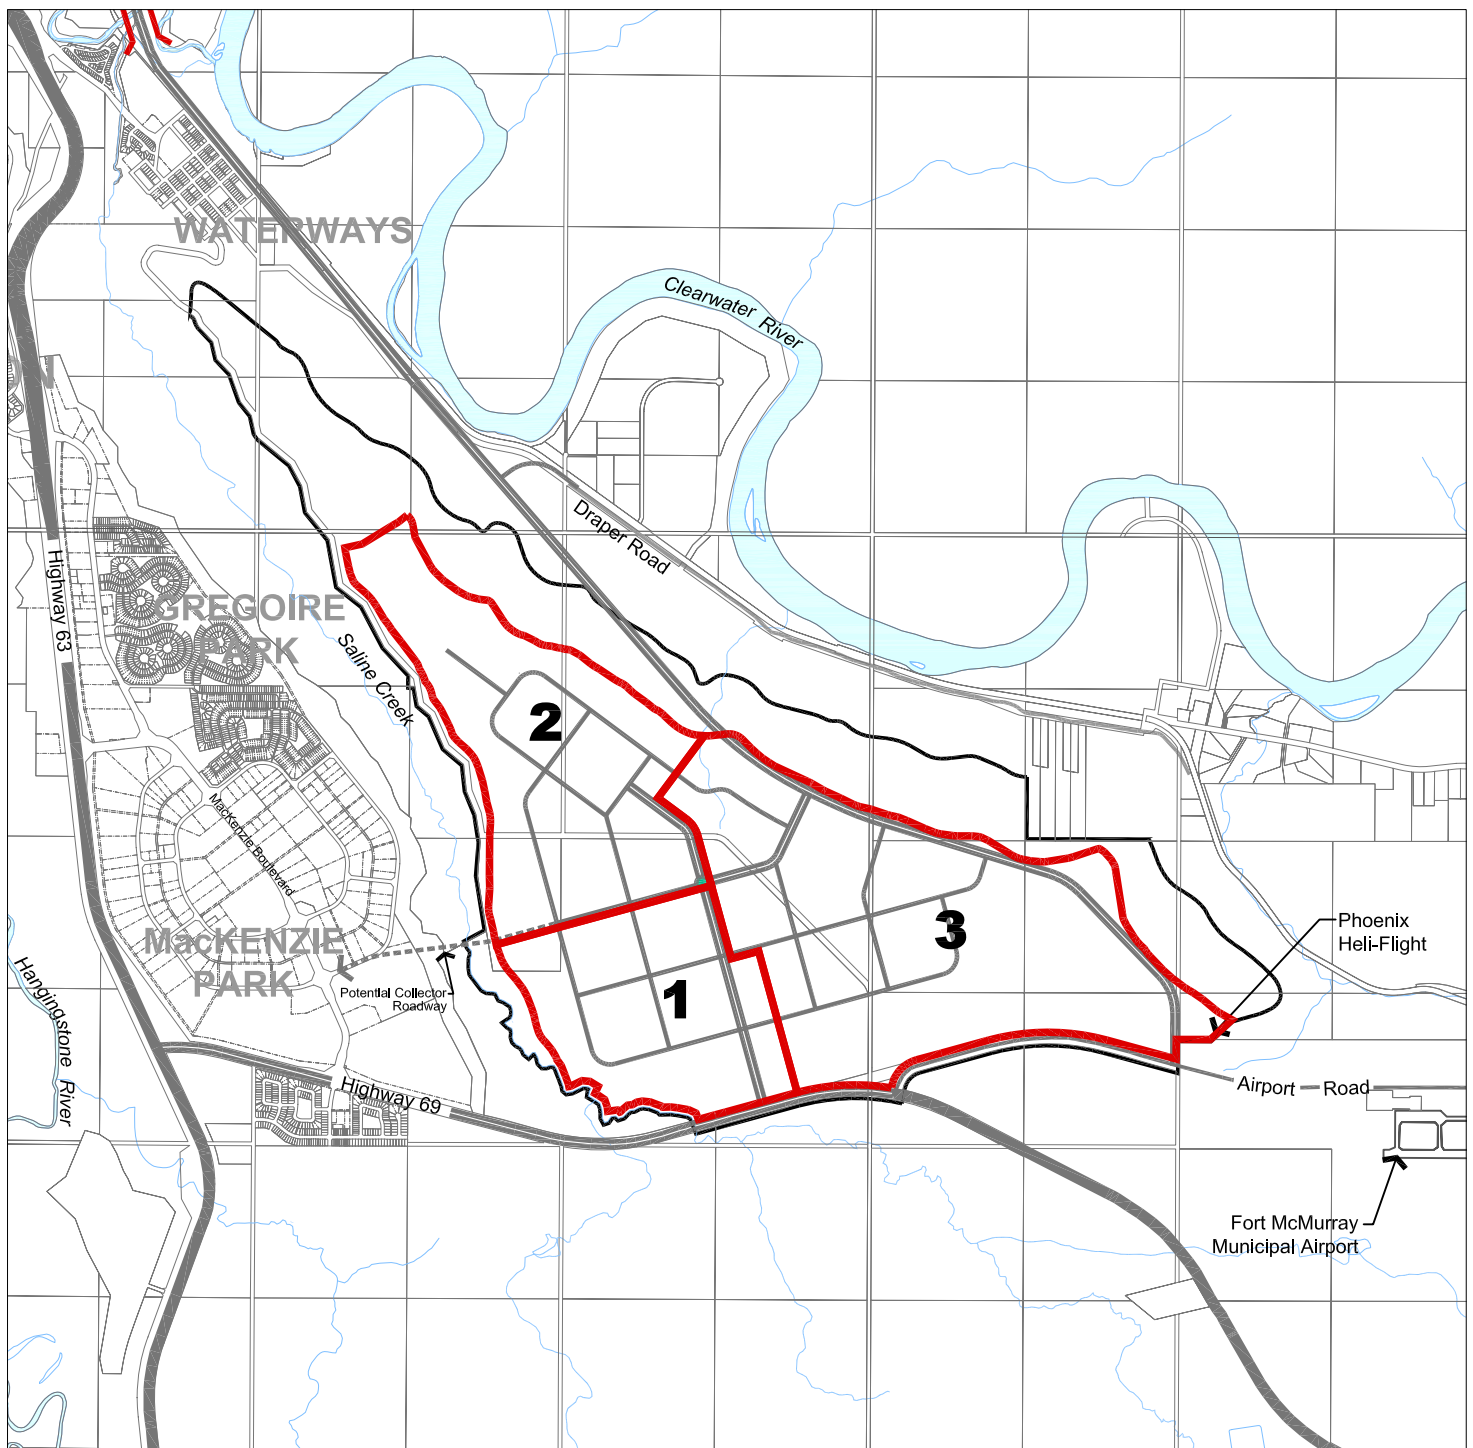 WATERWAYS
Clearwater River
ON
Draper Road
Highway 63
GREGOIRE
PARK
Saline Creek
2
MacKenzie Boulevard
3
Phoenix
Heli-Flight
MacKENZIE
PARK
Potential Collector
Roadway
1
Hangingstone River
Highway 69
Airport Road
Fort McMurray
Municipal Airport